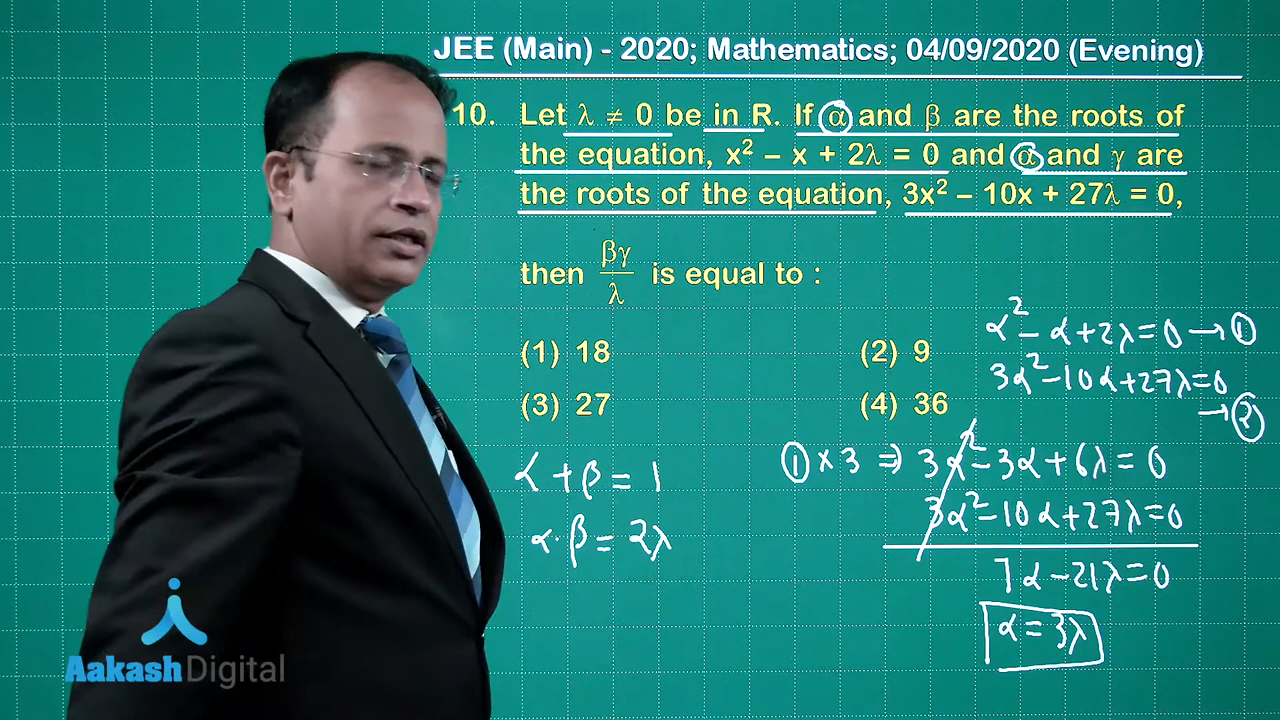 JEE (Main) - 2020; Mathematics; 04/09/2020 (Evening)
10. Let λ ≠ 0 be in R. If α and β are the roots of
the equation, x² – x + 2λ = 0 and α and γ are
the roots of the equation, 3x² – 10x + 27λ = 0,
then βγ/λ is equal to :
(1) 18 (2) 9
(3) 27 (4) 36
α² - α + 2λ = 0 → ①
3α² - 10α + 27λ = 0
→ ②
① × 3 ⇒ 3α² - 3α + 6λ = 0
3α² - 10α + 27λ = 0
7α - 21λ = 0
α = 3λ
α + β = 1
α · β = 2λ
Aakash Digital